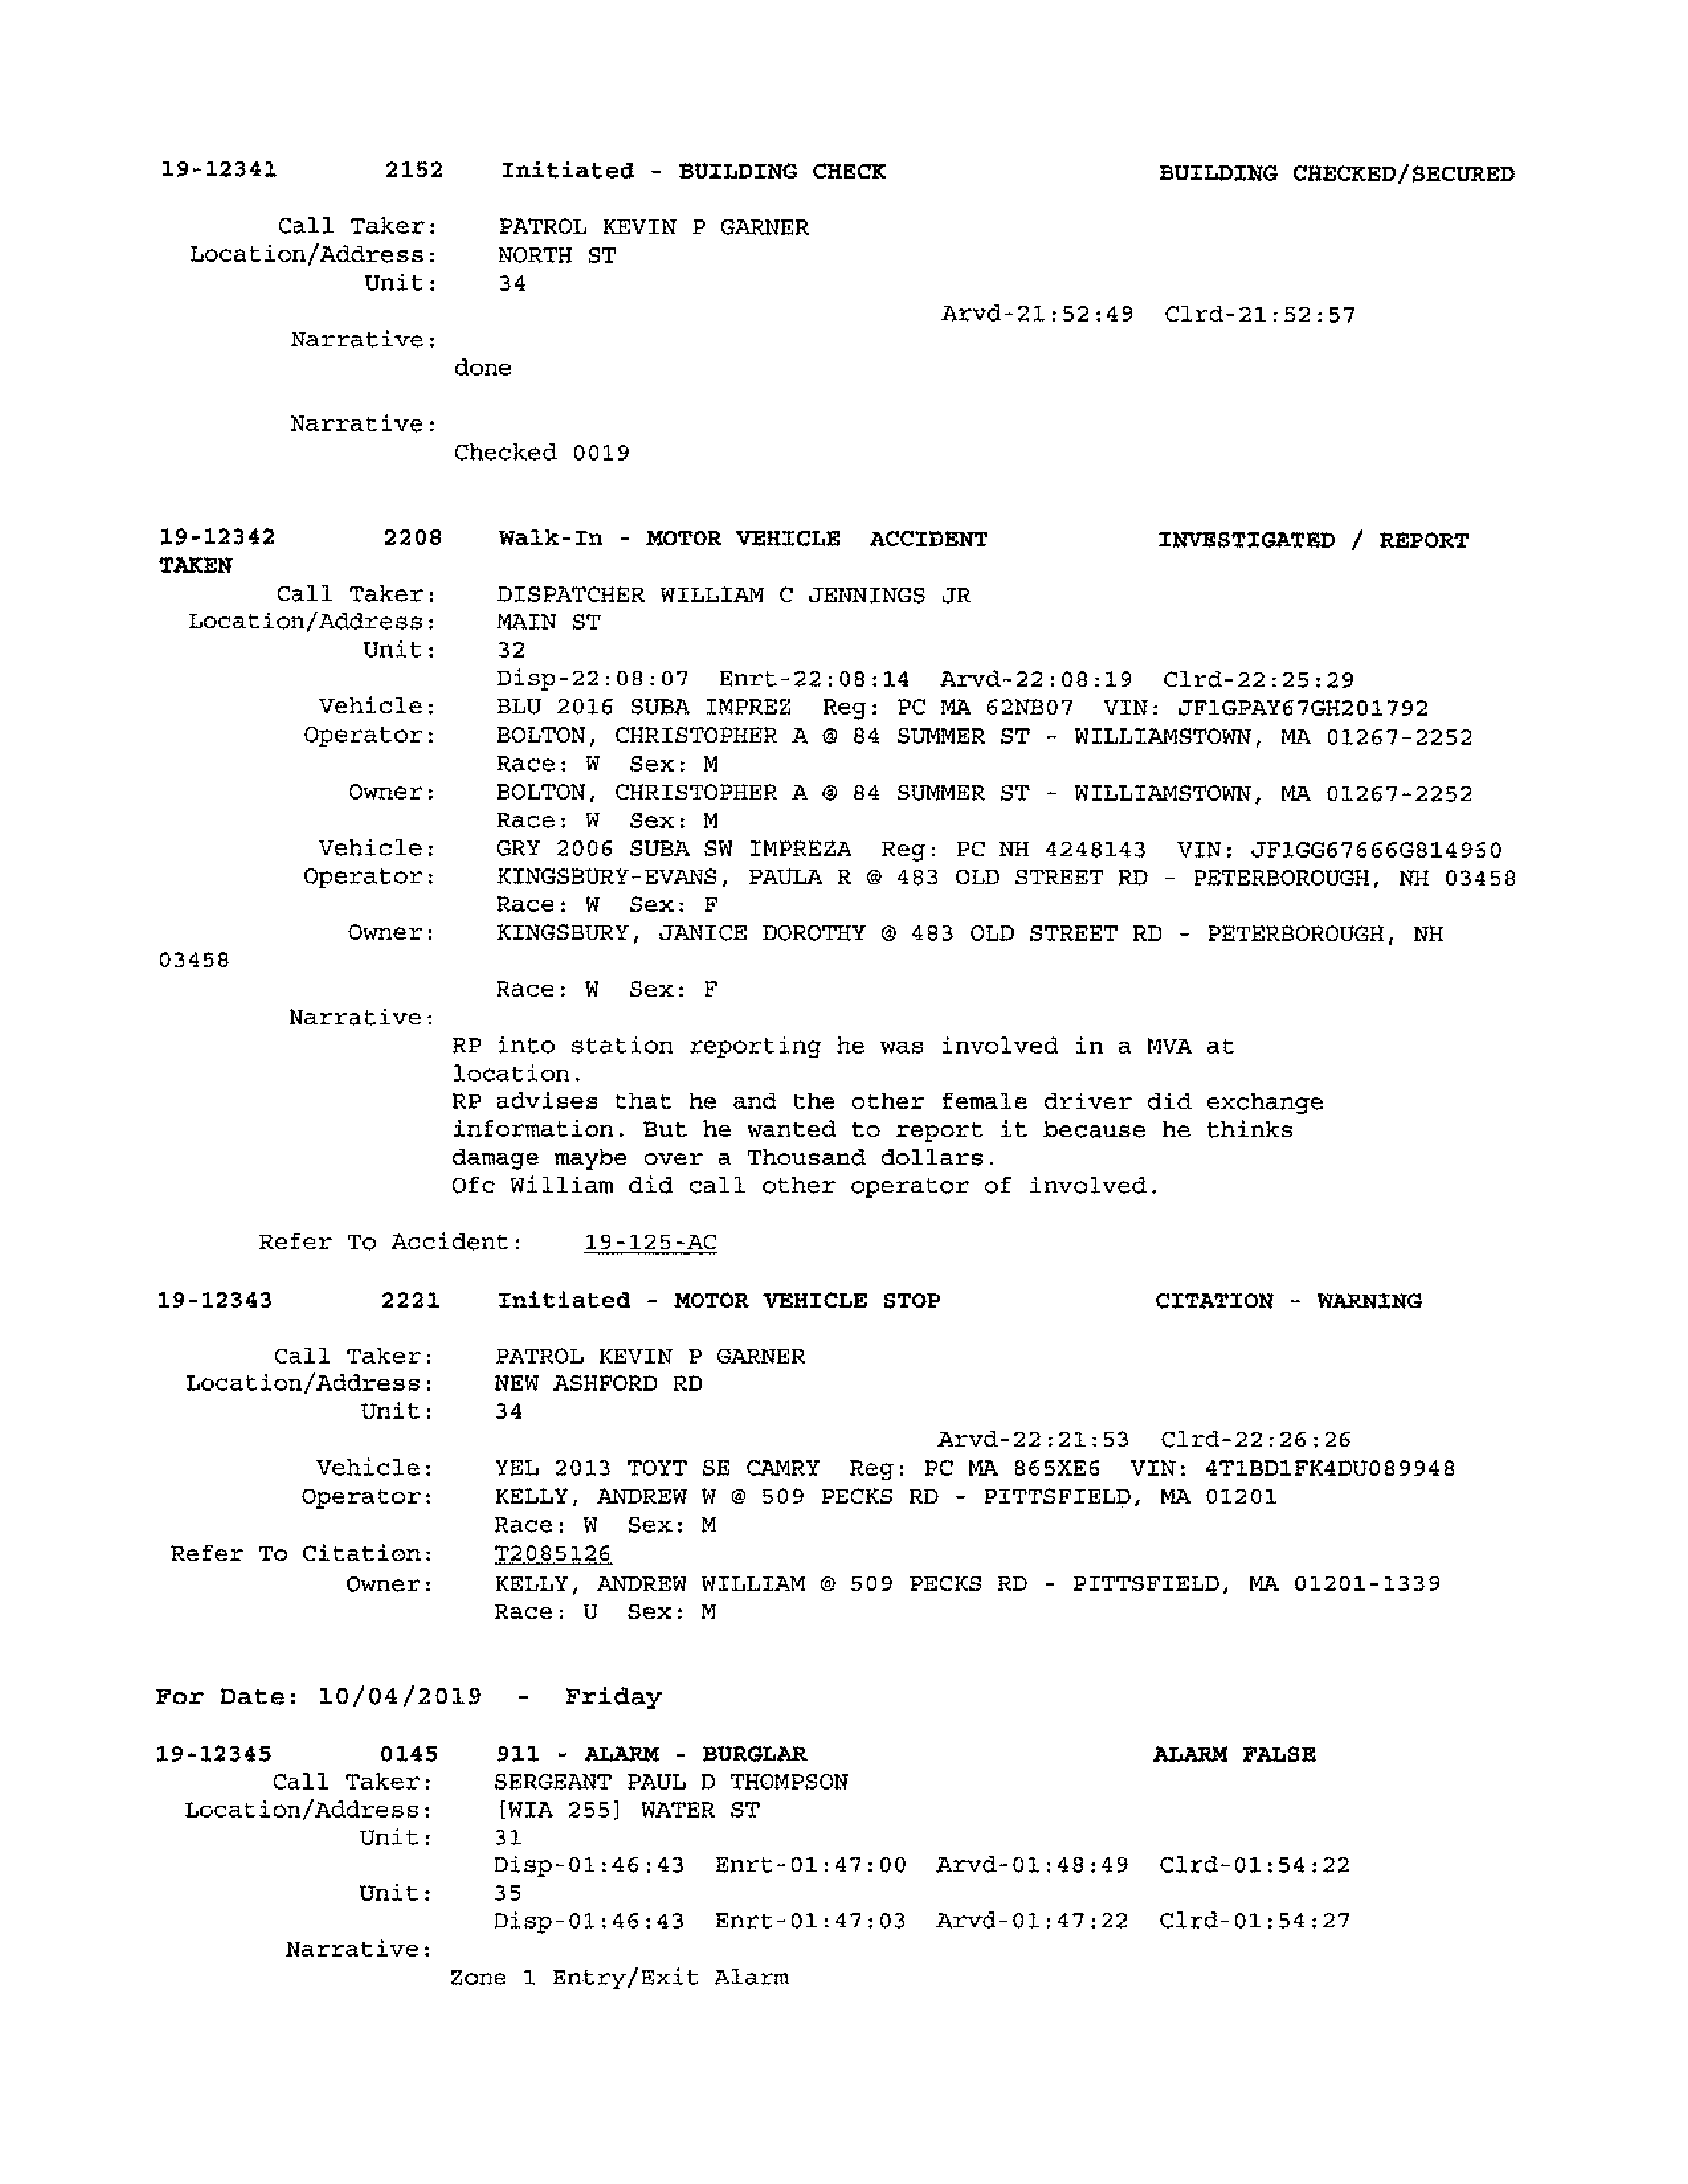 19-12341 2152 Initiated - BUILDING CHECK BUILDING CHECKED/SECURED
Call Taker: PATROL KEVIN P GARNER
Location/Address: NORTH ST
Unit: 34
Arvd-21:52:49 Clrd-21:52:57
Narrative:
done
Narrative:
Checked 0019
19-12342 2208 Walk-In - MOTOR VEHICLE ACCIDENT INVESTIGATED / REPORT
TAKEN
Call Taker: DISPATCHER WILLIAM C JENNINGS JR
Location/Address: MAIN ST
Unit: 32
Disp-22:08:07 Enrt-22:08:14 Arvd-22:08:19 Clrd-22:25:29
Vehicle: BLU 2016 SUBA IMPREZ Reg: PC MA 62NB07 VIN: JF1GPAY67GH201792
Operator: BOLTON, CHRISTOPHER A @ 84 SUMMER ST - WILLIAMSTOWN, MA 01267-2252
Race: W Sex: M
Owner: BOLTON, CHRISTOPHER A @ 84 SUMMER ST - WILLIAMSTOWN, MA 01267-2252
Race: W Sex: M
Vehicle: GRY 2006 SUBA SW IMPREZA Reg: PC NH 4248143 VIN: JF1GG67666G814960
Operator: KINGSBURY-EVANS, PAULA R @ 483 OLD STREET RD - PETERBOROUGH, NH 03458
Race: W Sex: F
Owner: KINGSBURY, JANICE DOROTHY @ 483 OLD STREET RD - PETERBOROUGH, NH
03458
Race: W Sex: F
Narrative:
RP into station reporting he was involved in a MVA at
location.
RP advises that he and the other female driver did exchange
information. But he wanted to report it because he thinks
damage maybe over a Thousand dollars.
Ofc William did call other operator of involved.
Refer To Accident: 19-125-AC
19-12343 2221 Initiated - MOTOR VEHICLE STOP CITATION - WARNING
Call Taker: PATROL KEVIN P GARNER
Location/Address: NEW ASHFORD RD
Unit: 34
Arvd-22:21:53 Clrd-22:26:26
Vehicle: YEL 2013 TOYT SE CAMRY Reg: PC MA 865XE6 VIN: 4T1BD1FK4DU089948
Operator: KELLY, ANDREW W @ 509 PECKS RD - PITTSFIELD, MA 01201
Race: W Sex: M
Refer To Citation: T2085126
Owner: KELLY, ANDREW WILLIAM @ 509 PECKS RD - PITTSFIELD, MA 01201-1339
Race: U Sex: M
For Date: 10/04/2019 - Friday
19-12345 0145 911 - ALARM - BURGLAR ALARM FALSE
Call Taker: SERGEANT PAUL D THOMPSON
Location/Address: [WIA 255] WATER ST
Unit: 31
Disp-01:46:43 Enrt-01:47:00 Arvd-01:48:49 Clrd-01:54:22
Unit: 35
Disp-01:46:43 Enrt-01:47:03 Arvd-01:47:22 Clrd-01:54:27
Narrative:
Zone 1 Entry/Exit Alarm